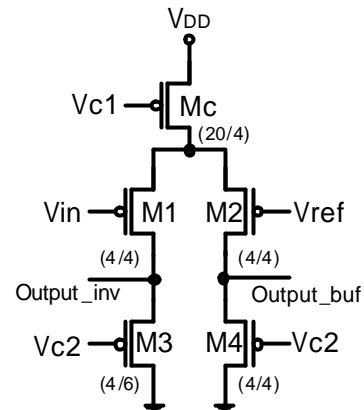 VDD
Vc1 Mc
(20/4)
Vin M1 M2 Vref
(4/4) (4/4)
Output_inv Output_buf
Vc2 M3 M4 Vc2
(4/6) (4/4)